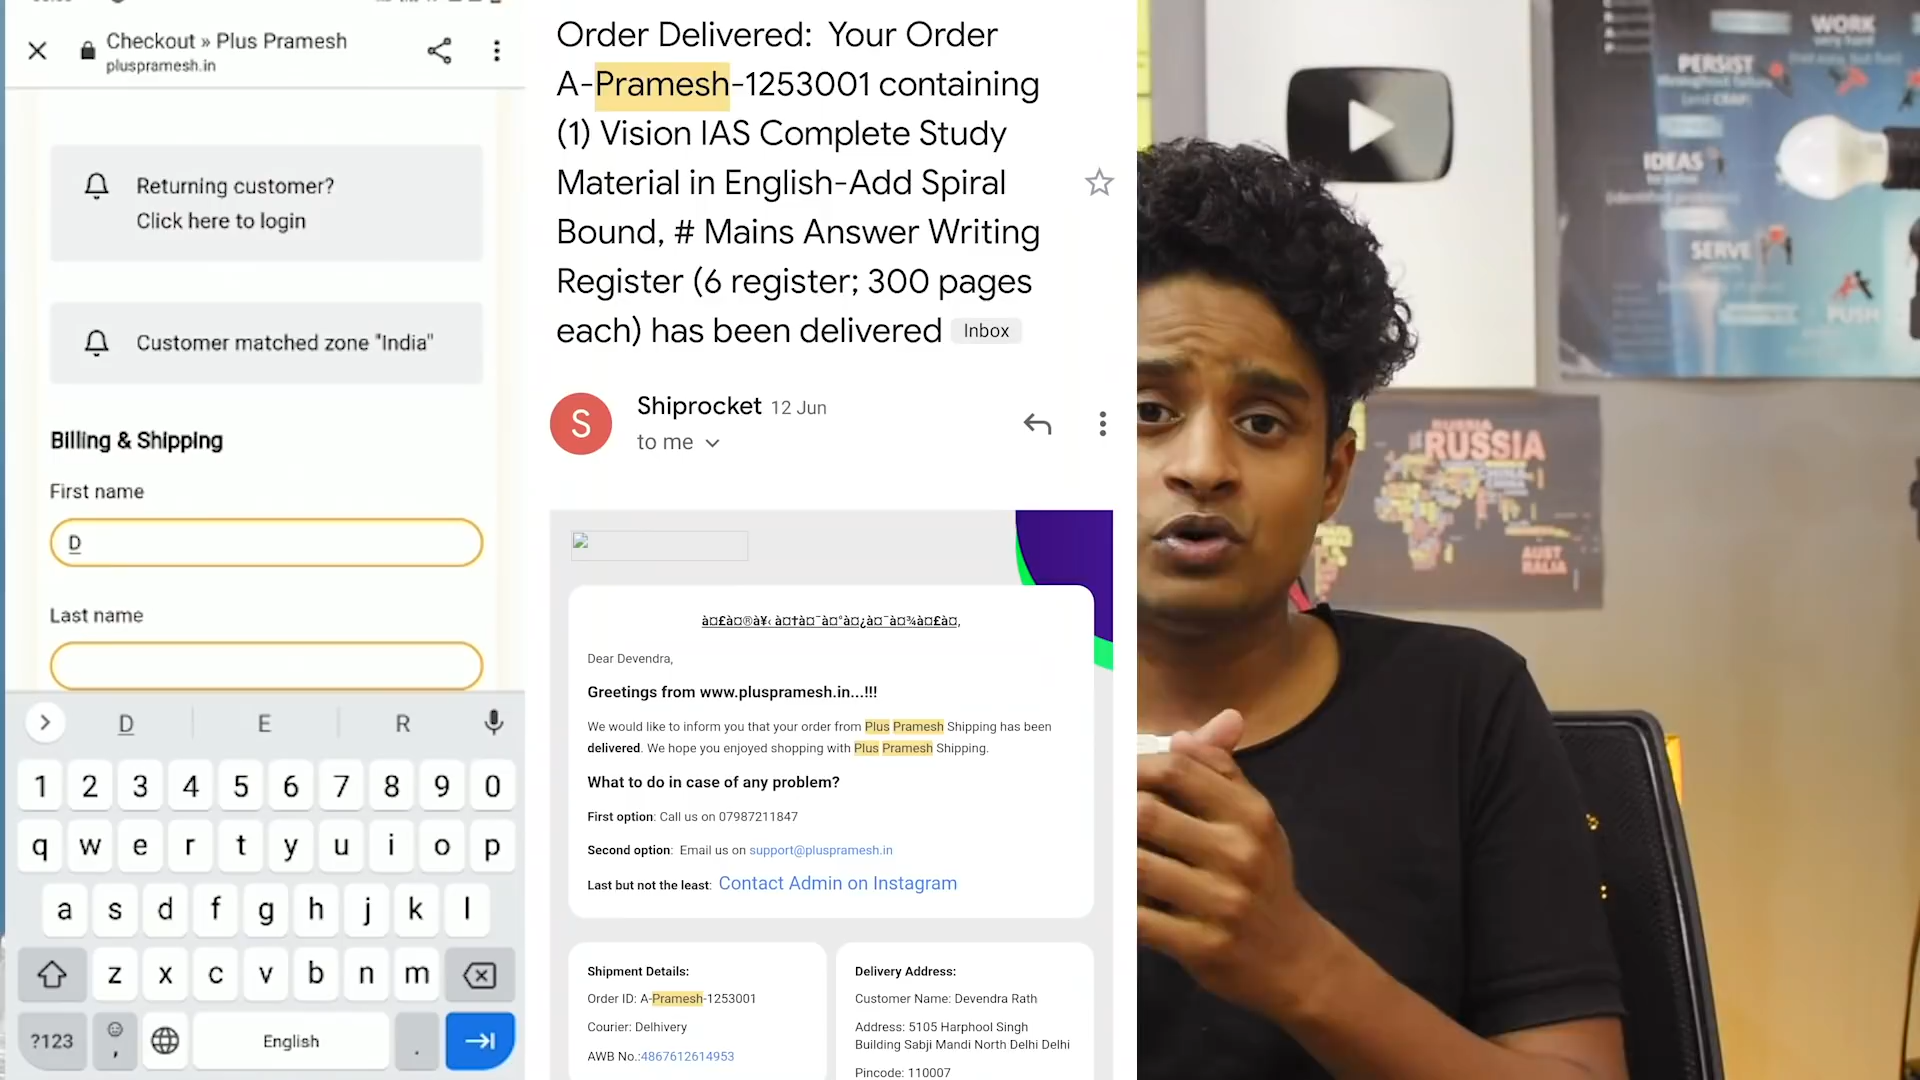 Checkout » Plus Pramesh
pluspramesh.in
Returning customer?
Click here to login
Customer matched zone "India"
Billing & Shipping
First name
D
Last name
D E R
1 2 3 4 5 6 7 8 9 0
q w e r t y u i o p
a s d f g h j k l
z x c v b n m
?123 , English .
Order Delivered: Your Order
A-Pramesh-1253001 containing
(1) Vision IAS Complete Study
Material in English-Add Spiral
Bound, # Mains Answer Writing
Register (6 register; 300 pages
each) has been delivered Inbox
S
Shiprocket 12 Jun
to me
Dear Devendra,
Greetings from www.pluspramesh.in...!!!
We would like to inform you that your order from Plus Pramesh Shipping has been
delivered. We hope you enjoyed shopping with Plus Pramesh Shipping.
What to do in case of any problem?
First option: Call us on 07987211847
Second option: Email us on support@pluspramesh.in
Last but not the least: Contact Admin on Instagram
Shipment Details:
Order ID: A-Pramesh-1253001
Courier: Delhivery
AWB No.:4867612614953
Delivery Address:
Customer Name: Devendra Rath
Address: 5105 Harphool Singh
Building Sabji Mandi North Delhi Delhi
Pincode: 110007
WORK
PERSIST
IDEAS
SERVE
PUSH
RUSSIA
AUST
RALIA